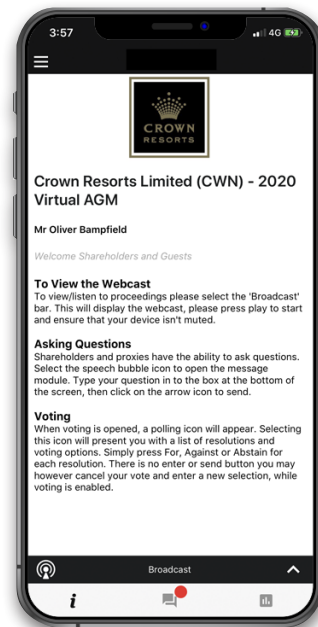 3:57
4G
CROWN
RESORTS
Crown Resorts Limited (CWN) - 2020
Virtual AGM
Mr Oliver Bampfield
Welcome Shareholders and Guests
To View the Webcast
To view/listen to proceedings please select the 'Broadcast'
bar. This will display the webcast, please press play to start
and ensure that your device isn't muted.
Asking Questions
Shareholders and proxies have the ability to ask questions.
Select the speech bubble icon to open the message
module. Type your question in to the box at the bottom of
the screen, then click on the arrow icon to send.
Voting
When voting is opened, a polling icon will appear. Selecting
this icon will present you with a list of resolutions and
voting options. Simply press For, Against or Abstain for
each resolution. There is no enter or send button you may
however cancel your vote and enter a new selection, while
voting is enabled.
Broadcast
i